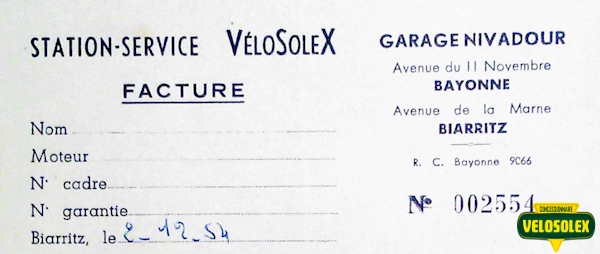 STATION-SERVICE VÉLOSOLEX
FACTURE
Nom
Moteur
N° cadre
N° garantie
Biarritz, le 2-12-54
GARAGE NIVADOUR
Avenue du 11 Novembre
BAYONNE
Avenue de la Marne
BIARRITZ
R. C. Bayonne 9C66
N° 002554
CONCESSIONNAIRE
VELOSOLEX